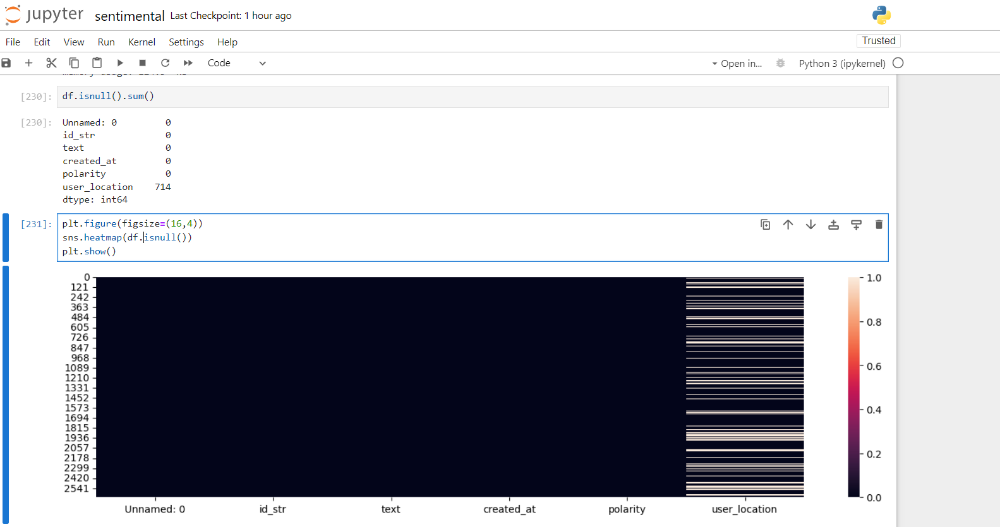 jupyter sentimental Last Checkpoint: 1 hour ago
File Edit View Run Kernel Settings Help Trusted
Code Open in... Python 3 (ipykernel)
[230]: df.isnull().sum()
[230]: Unnamed: 0 0
id_str 0
text 0
created_at 0
polarity 0
user_location 714
dtype: int64
[231]: plt.figure(figsize=(16,4))
sns.heatmap(df.isnull())
plt.show()
0
121
242
363
484
605
726
847
968
1089
1210
1331
1452
1573
1694
1815
1936
2057
2178
2299
2420
2541
Unnamed: 0 id_str text created_at polarity user_location
1.0
0.8
0.6
0.4
0.2
0.0